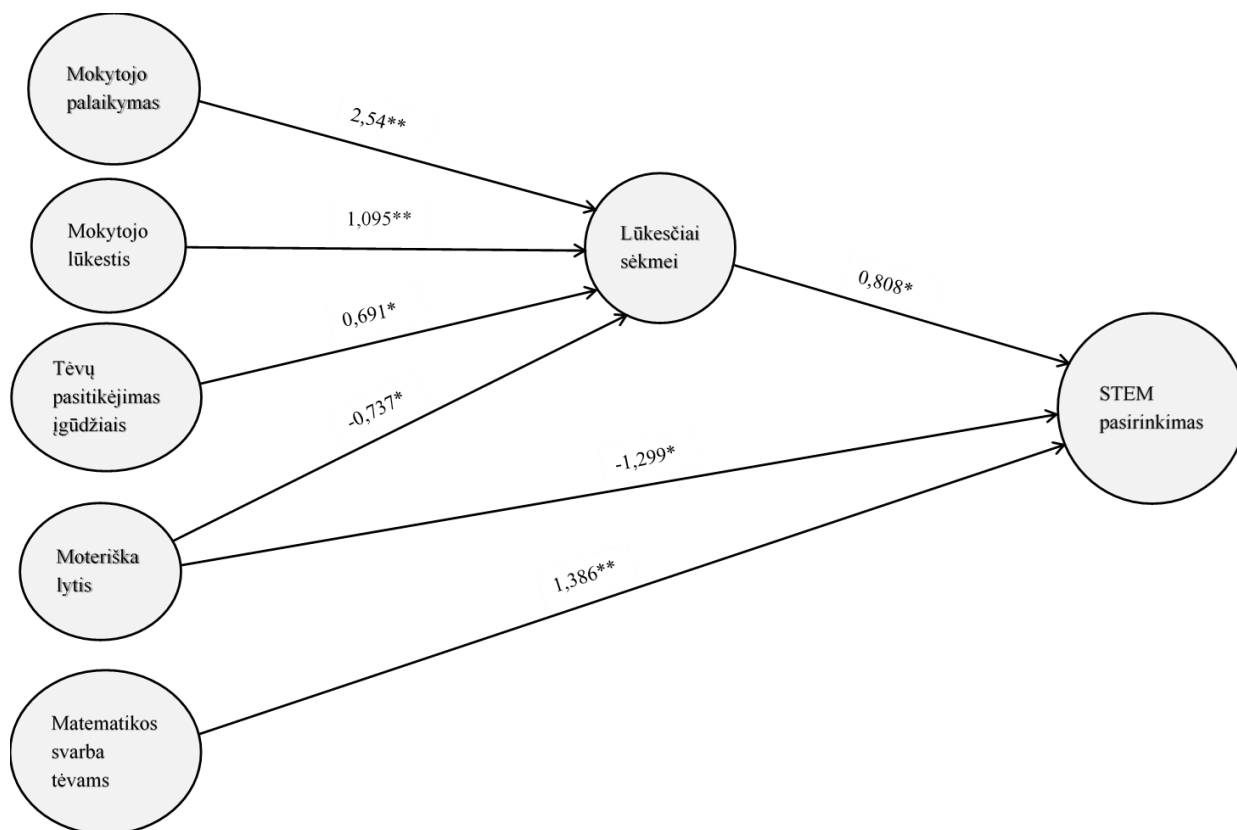 Mokytojo
palaikymas
2,54**
Mokytojo
lūkestis
1,095**
Lūkesčiai
sėkmei
0,808*
Tėvų
pasitikėjimas
įgūdžiais
0,691*
-0,737*
STEM
pasirinkimas
-1,299*
Moteriška
lytis
1,386**
Matematikos
svarba
tėvams